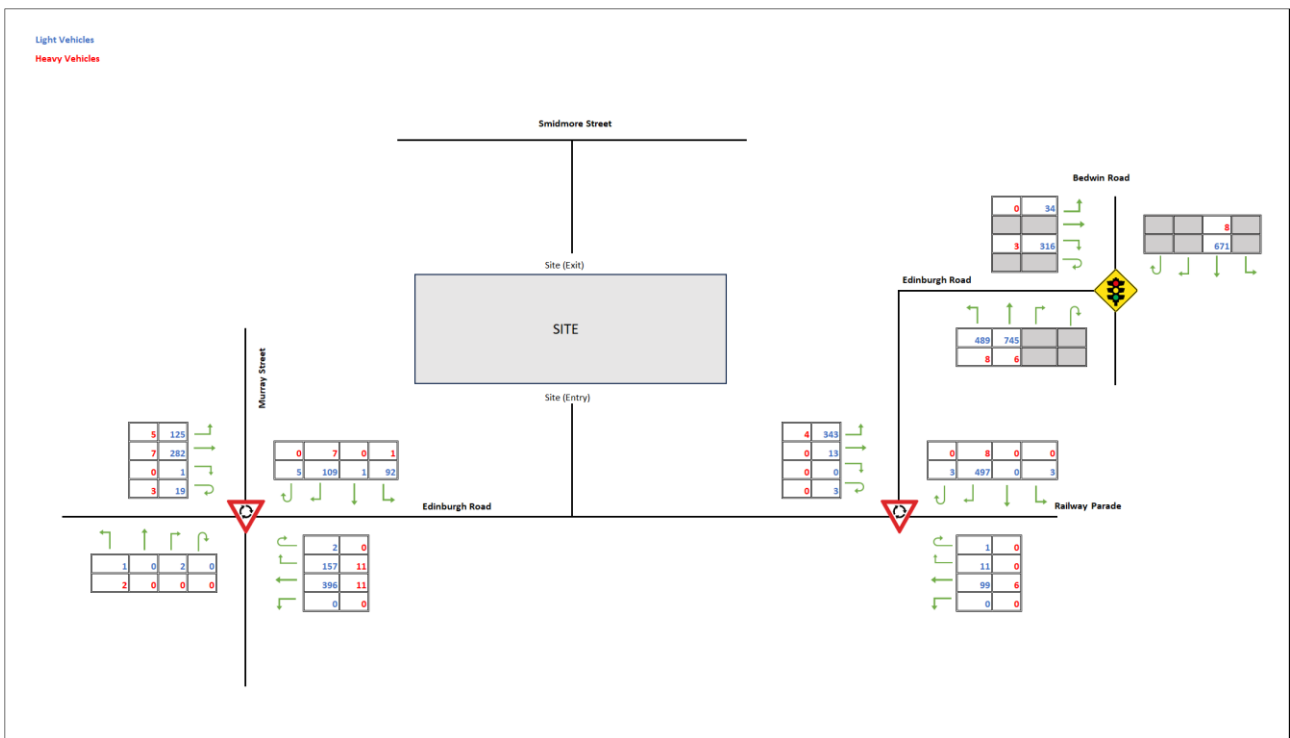 Light Vehicles
Heavy Vehicles
Smidmore Street
Bedwin Road
0 34
3 316
8
671
Site (Exit)
Edinburgh Road
SITE
489 745
8 6
Murray Street
Site (Entry)
5 125
7 282
0 1
3 19
0 7 0 1
5 109 1 92
4 343
0 13
0 0
0 3
0 8 0 0
3 497 0 3
Edinburgh Road
Railway Parade
1 0 2 0
2 0 0 0
2 0
157 11
396 11
0 0
1 0
11 0
99 6
0 0